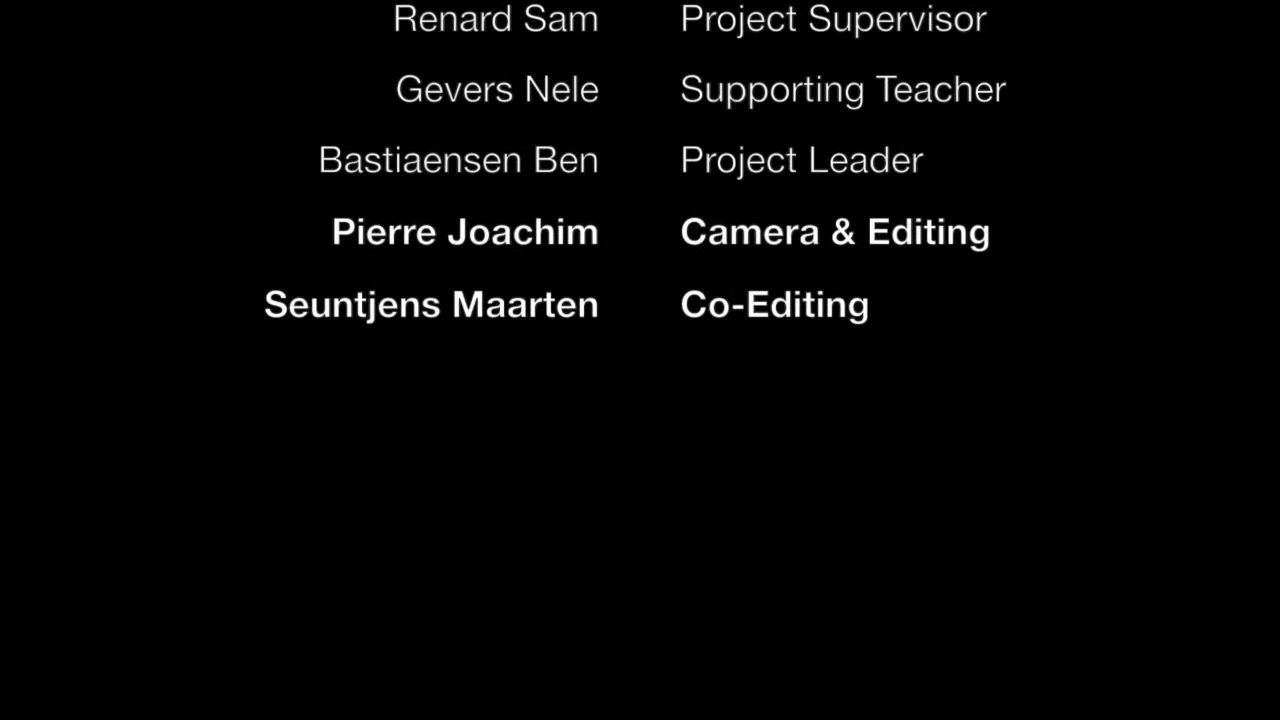 Renard Sam Project Supervisor
Gevers Nele Supporting Teacher
Bastiaensen Ben Project Leader
Pierre Joachim Camera & Editing
Seuntjens Maarten Co-Editing